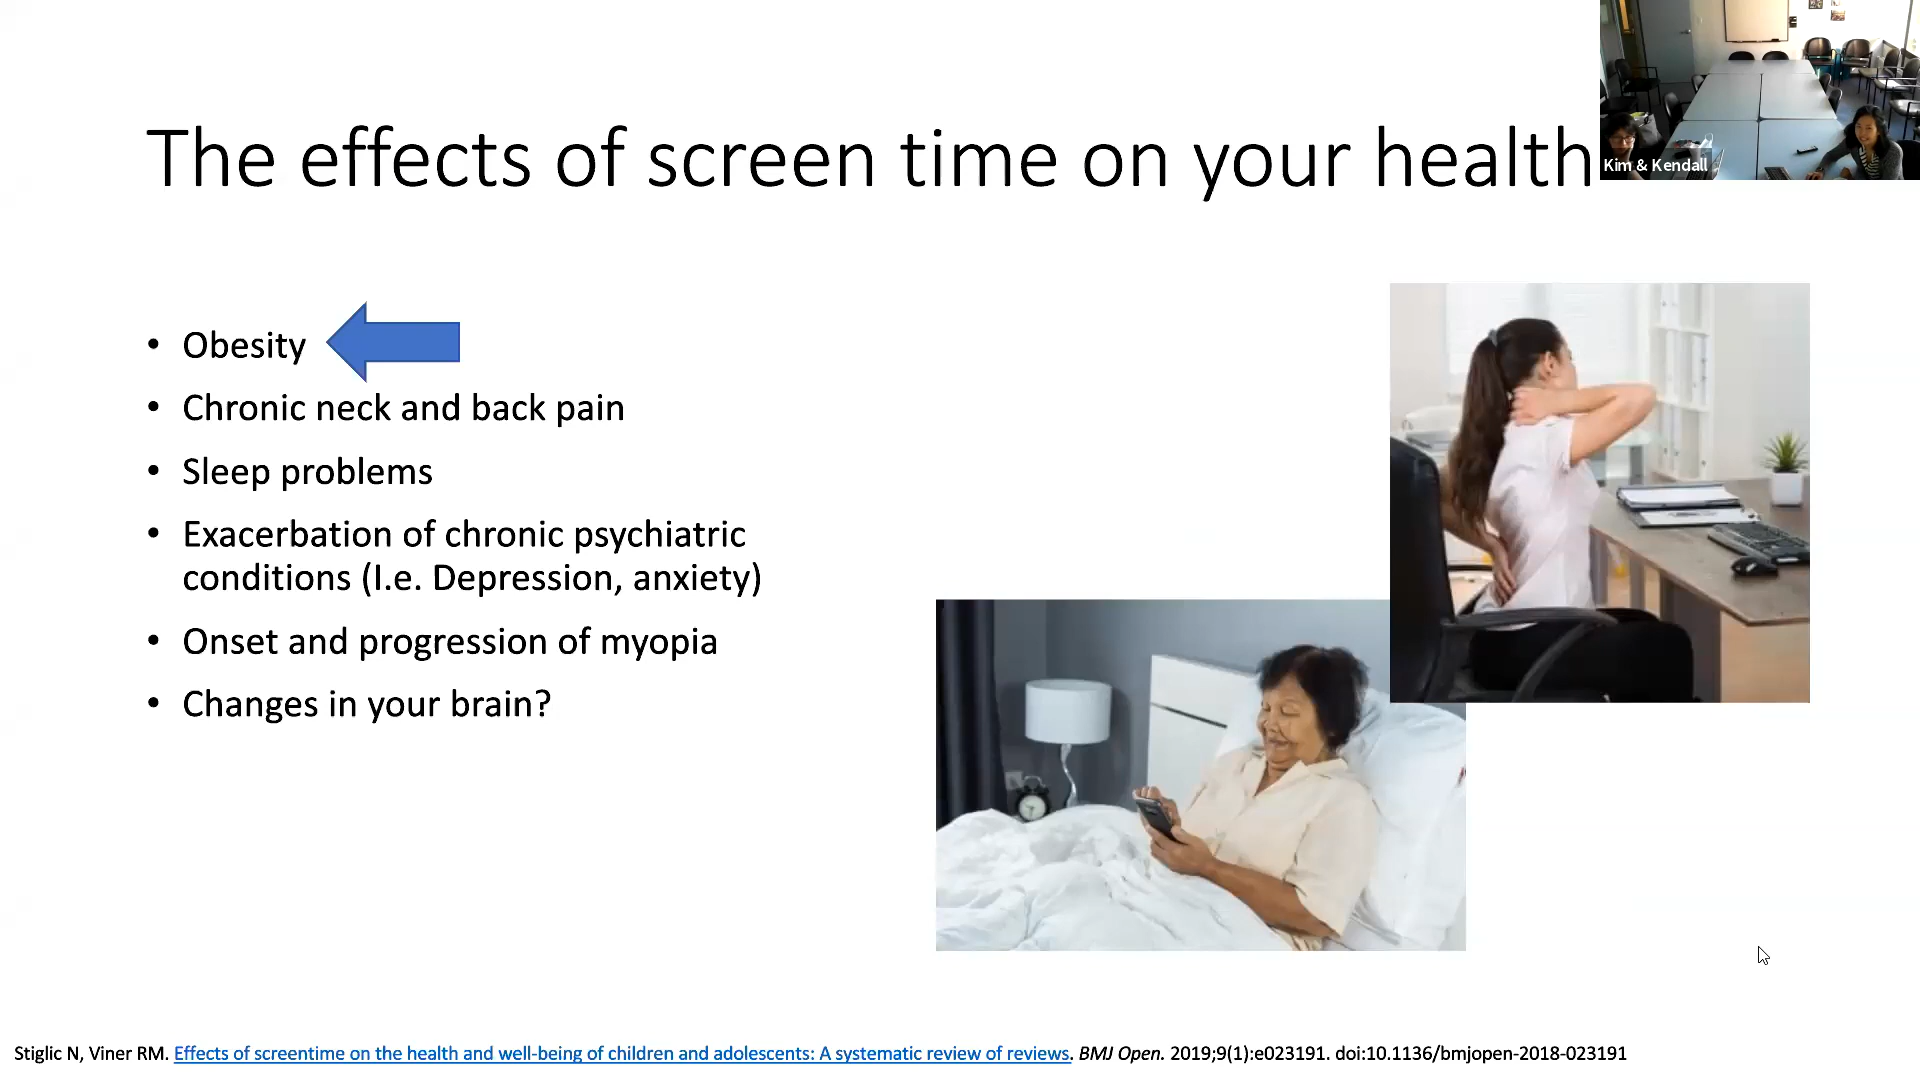 The effects of screen time on your health
Kim & Kendall
• Obesity
• Chronic neck and back pain
• Sleep problems
• Exacerbation of chronic psychiatric
conditions (I.e. Depression, anxiety)
• Onset and progression of myopia
• Changes in your brain?
Stiglic N, Viner RM. Effects of screentime on the health and well-being of children and adolescents: A systematic review of reviews. BMJ Open. 2019;9(1):e023191. doi:10.1136/bmjopen-2018-023191